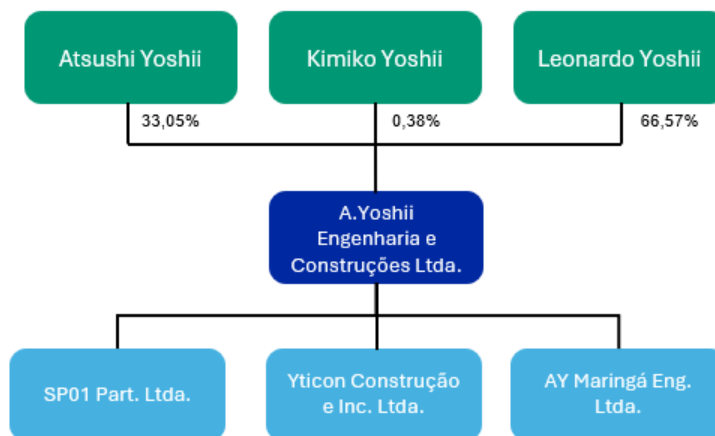 Atsushi Yoshii
Kimiko Yoshii
Leonardo Yoshii
33,05%
0,38%
66,57%
A.Yoshii
Engenharia e
Construções Ltda.
SP01 Part. Ltda.
Yticon Construção
e Inc. Ltda.
AY Maringá Eng.
Ltda.